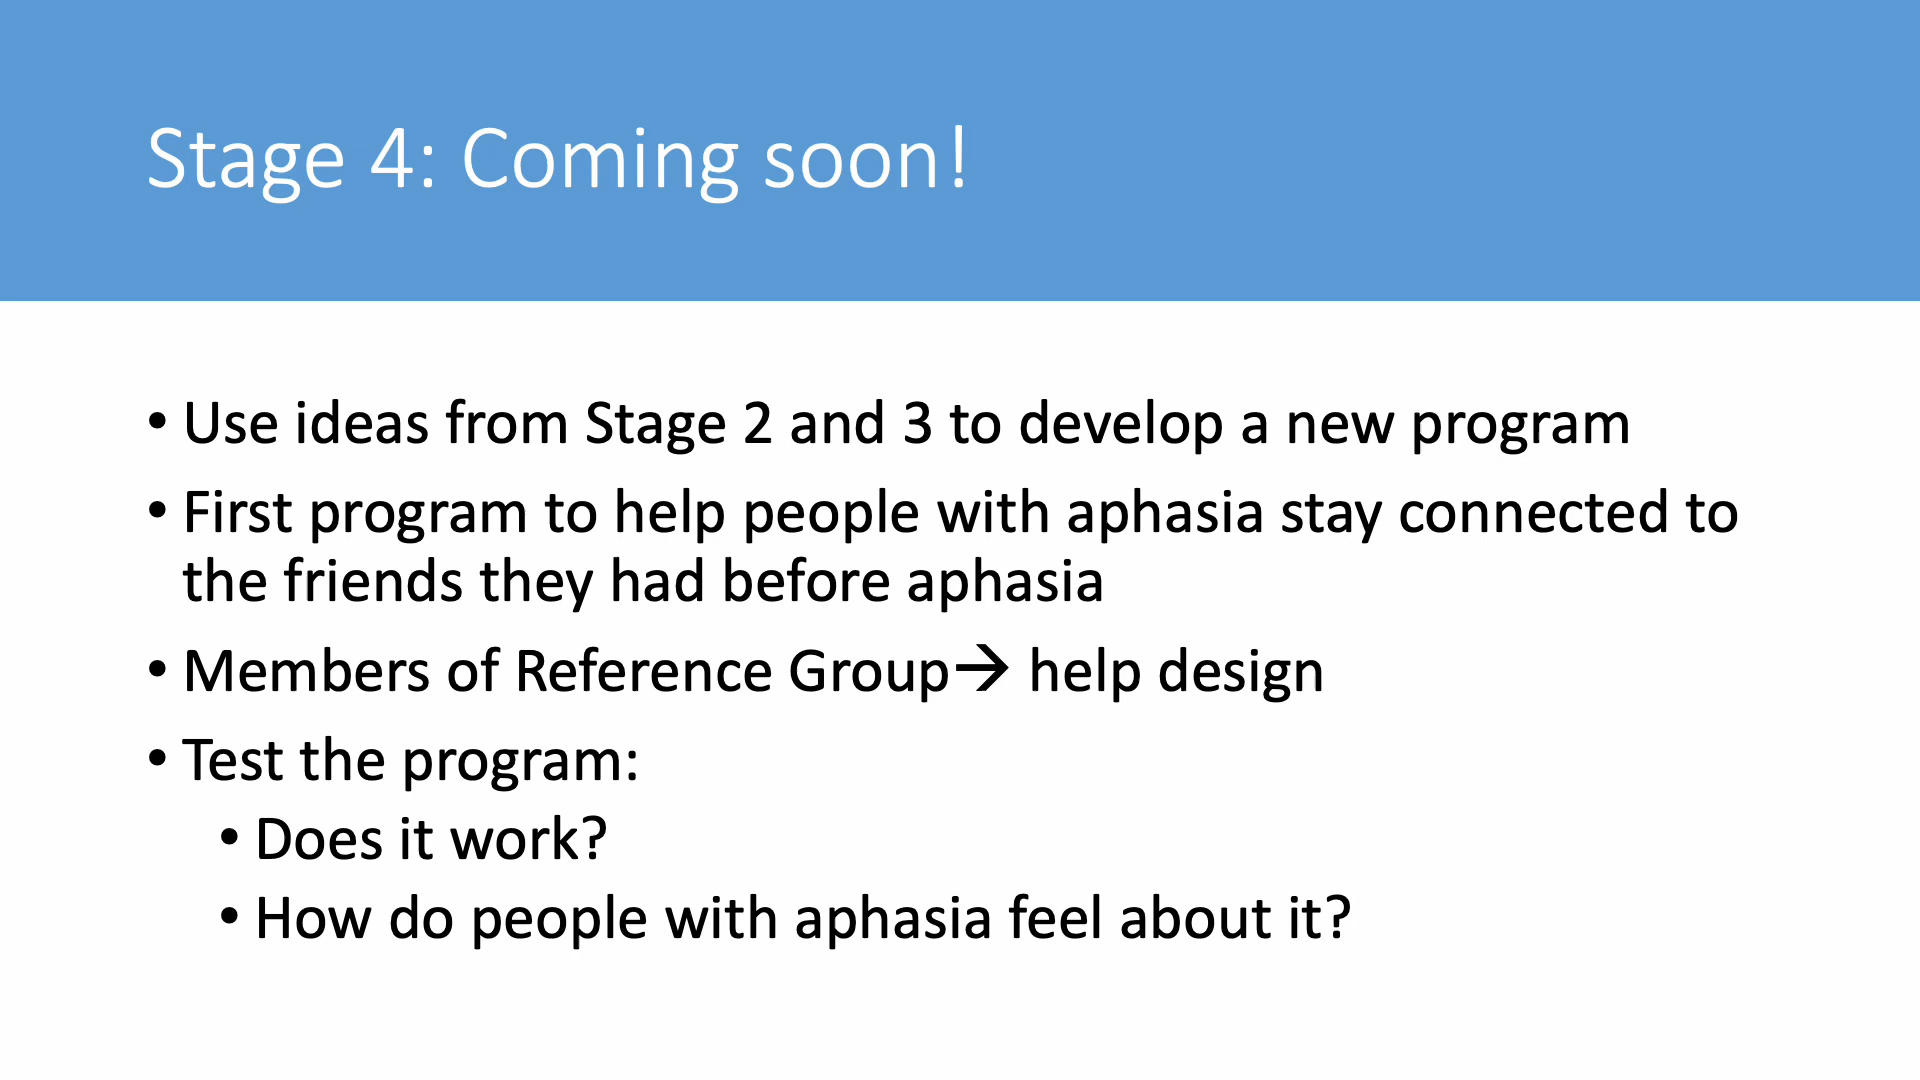 Stage 4: Coming soon!
• Use ideas from Stage 2 and 3 to develop a new program
• First program to help people with aphasia stay connected to
the friends they had before aphasia
• Members of Reference Group→ help design
• Test the program:
• Does it work?
• How do people with aphasia feel about it?